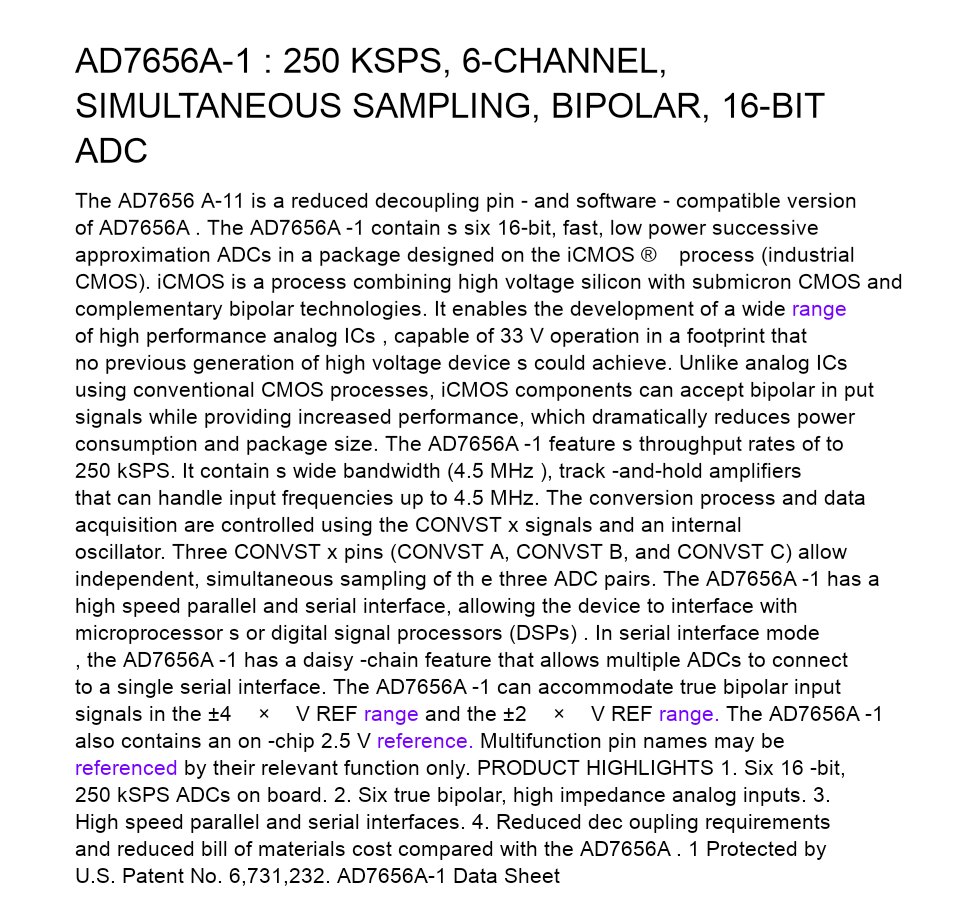 AD7656A-1 : 250 KSPS, 6-CHANNEL,
SIMULTANEOUS SAMPLING, BIPOLAR, 16-BIT
ADC
The AD7656 A-11 is a reduced decoupling pin - and software - compatible version
of AD7656A . The AD7656A -1 contain s six 16-bit, fast, low power successive
approximation ADCs in a package designed on the iCMOS ® process (industrial
CMOS). iCMOS is a process combining high voltage silicon with submicron CMOS and
complementary bipolar technologies. It enables the development of a wide range
of high performance analog ICs , capable of 33 V operation in a footprint that
no previous generation of high voltage device s could achieve. Unlike analog ICs
using conventional CMOS processes, iCMOS components can accept bipolar in put
signals while providing increased performance, which dramatically reduces power
consumption and package size. The AD7656A -1 feature s throughput rates of to
250 kSPS. It contain s wide bandwidth (4.5 MHz ), track -and-hold amplifiers
that can handle input frequencies up to 4.5 MHz. The conversion process and data
acquisition are controlled using the CONVST x signals and an internal
oscillator. Three CONVST x pins (CONVST A, CONVST B, and CONVST C) allow
independent, simultaneous sampling of th e three ADC pairs. The AD7656A -1 has a
high speed parallel and serial interface, allowing the device to interface with
microprocessor s or digital signal processors (DSPs) . In serial interface mode
, the AD7656A -1 has a daisy -chain feature that allows multiple ADCs to connect
to a single serial interface. The AD7656A -1 can accommodate true bipolar input
signals in the ±4 × V REF range and the ±2 × V REF range. The AD7656A -1
also contains an on -chip 2.5 V reference. Multifunction pin names may be
referenced by their relevant function only. PRODUCT HIGHLIGHTS 1. Six 16 -bit,
250 kSPS ADCs on board. 2. Six true bipolar, high impedance analog inputs. 3.
High speed parallel and serial interfaces. 4. Reduced dec oupling requirements
and reduced bill of materials cost compared with the AD7656A . 1 Protected by
U.S. Patent No. 6,731,232. AD7656A-1 Data Sheet